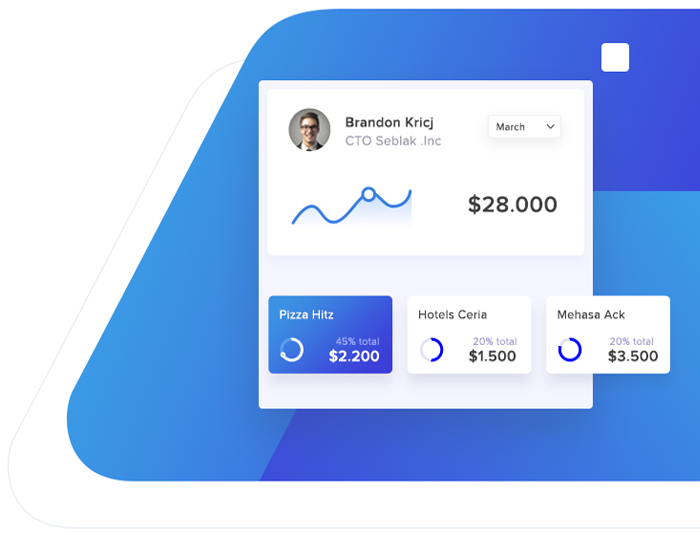 Brandon Kricj
CTO Seblak .Inc
March
$28.000
Pizza Hitz
45% total
$2.200
Hotels Ceria
20% total
$1.500
Mehasa Ack
20% total
$3.500